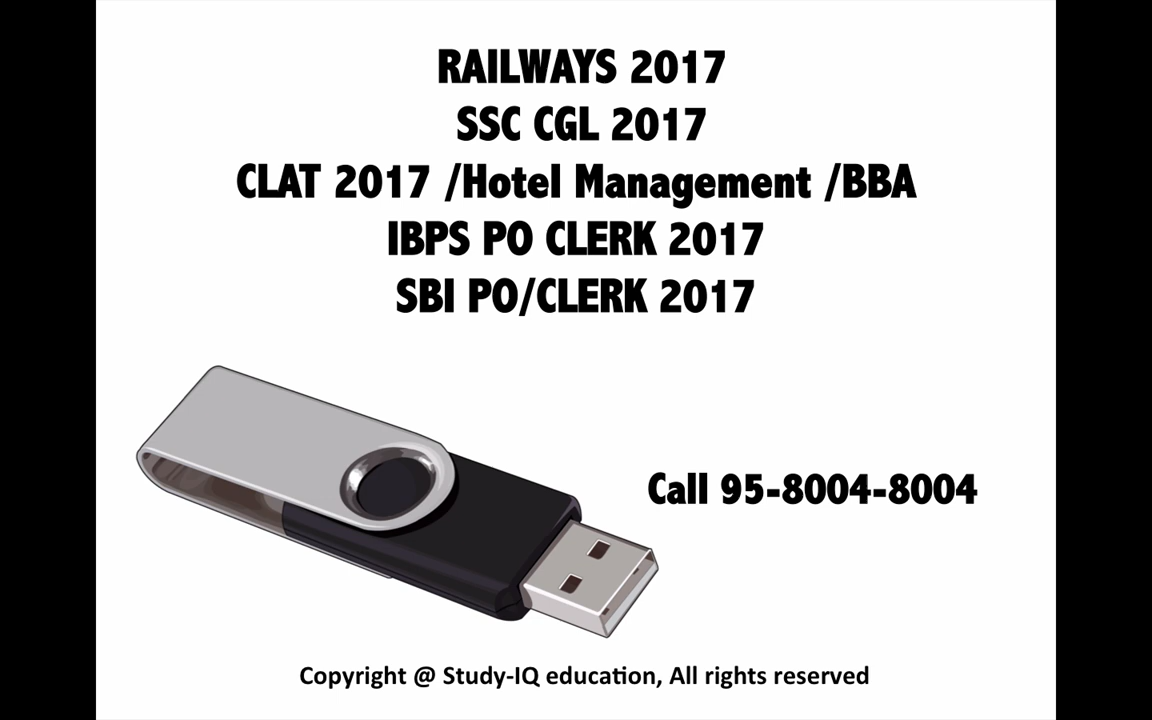 RAILWAYS 2017
SSC CGL 2017
CLAT 2017 /Hotel Management /BBA
IBPS PO CLERK 2017
SBI PO/CLERK 2017
Call 95-8004-8004
Copyright @ Study-IQ education, All rights reserved